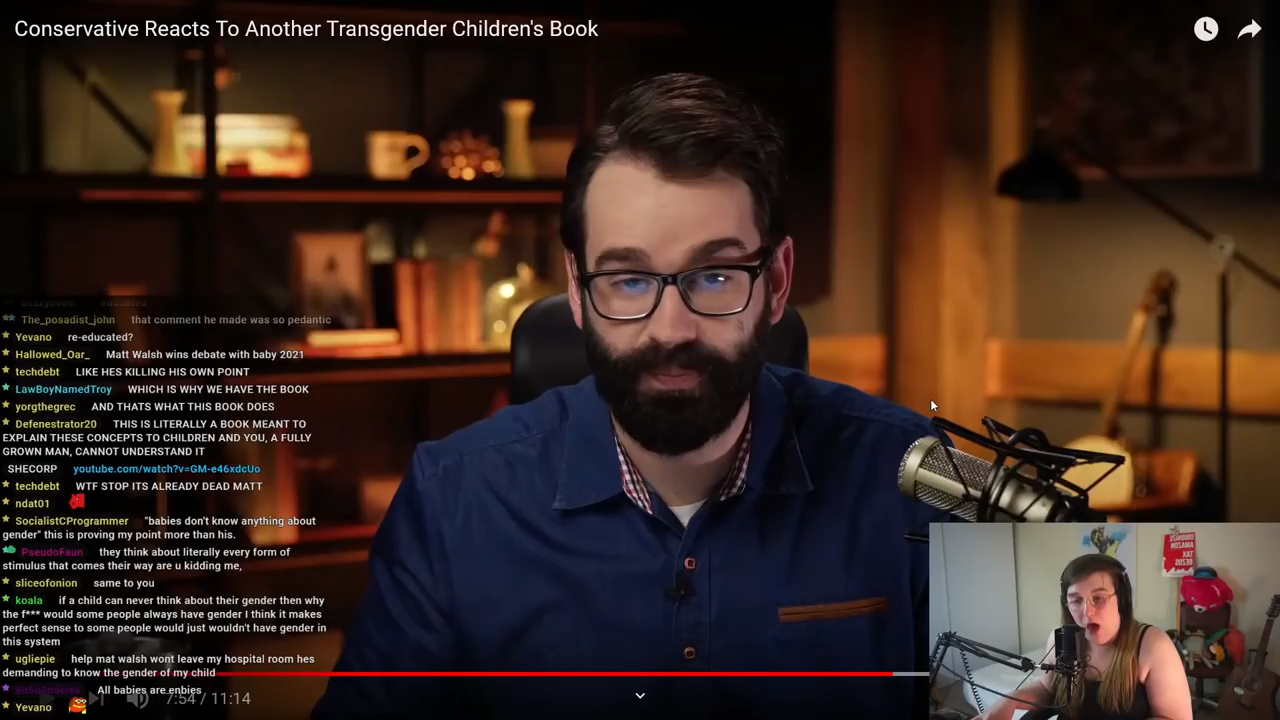 Conservative Reacts To Another Transgender Children's Book
educated
The_posadist_john that comment he made was so pedantic
Yevano re-educated?
Hallowed_Oar_ Matt Walsh wins debate with baby 2021
techdebt LIKE HES KILLING HIS OWN POINT
LawBoyNamedTroy WHICH IS WHY WE HAVE THE BOOK
yorgthegrec AND THATS WHAT THIS BOOK DOES
Defenestrator20 THIS IS LITERALLY A BOOK MEANT TO
EXPLAIN THESE CONCEPTS TO CHILDREN AND YOU, A FULLY
GROWN MAN, CANNOT UNDERSTAND IT
SHECORP youtube.com/watch?v=GM-e46xdcUo
techdebt WTF STOP ITS ALREADY DEAD MATT
ndat01
SocialistCProgrammer "babies don't know anything about
gender" this is proving my point more than his.
PseudoFaun they think about literally every form of
stimulus that comes their way are u kidding me,
sliceofonion same to you
koala if a child can never think about their gender then why
the f*** would some people always have gender I think it makes
perfect sense to some people would just wouldn't have gender in
this system
ugliepie help mat walsh wont leave my hospital room hes
demanding to know the gender of my child
All babies are enbies
Yevano
7:54 / 11:14
UNIONIZE
AMAZON
TAX
BEZOS